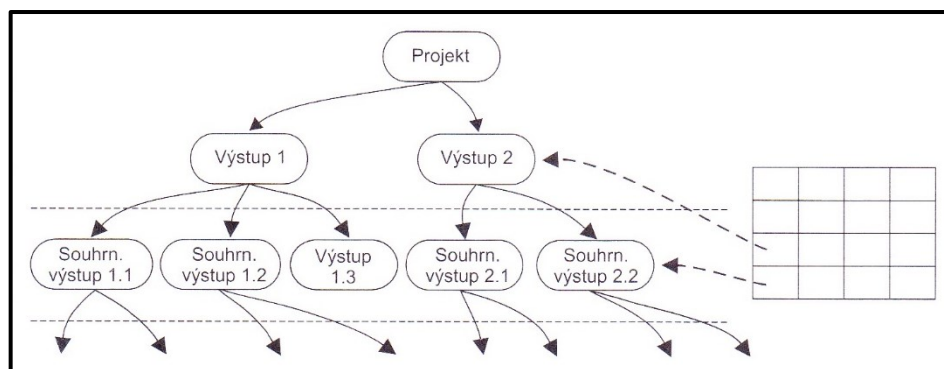 Projekt
Výstup 1
Výstup 2
Souhrn.
výstup 1.1
Souhrn.
výstup 1.2
Výstup
1.3
Souhrn.
výstup 2.1
Souhrn.
výstup 2.2